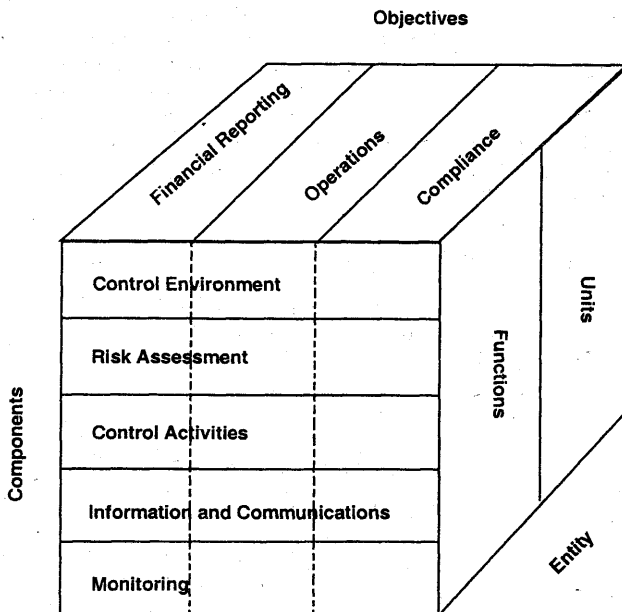 Objectives
Financial Reporting
Operations
Compliance
Control Environment
Risk Assessment
Control Activities
Information and Communications
Monitoring
Components
Functions
Units
Entity